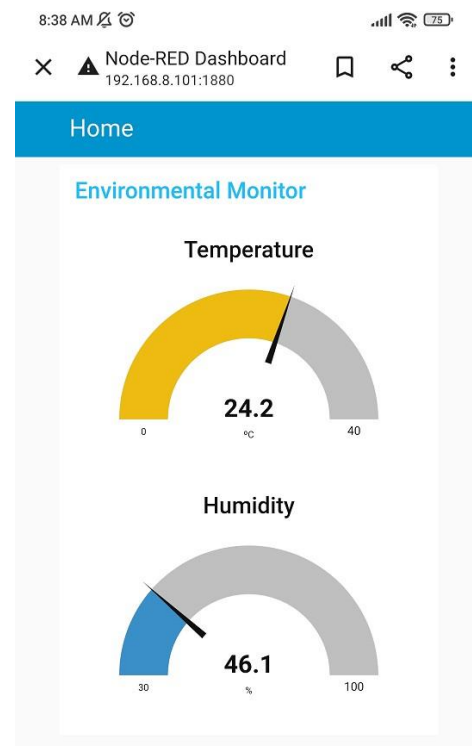 8:38 AM
75
Node-RED Dashboard
192.168.8.101:1880
Home
Environmental Monitor
Temperature
24.2
0
ºC
40
Humidity
46.1
30
%
100